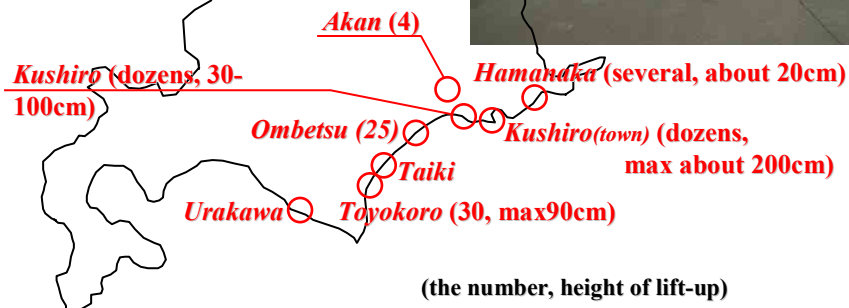 Akan (4)
Kushiro (dozens, 30-
100cm)
Hamanaka (several, about 20cm)
Ombetsu (25)
Kushiro(town) (dozens,
max about 200cm)
Taiki
Urakawa
Toyokoro (30, max90cm)
(the number, height of lift-up)